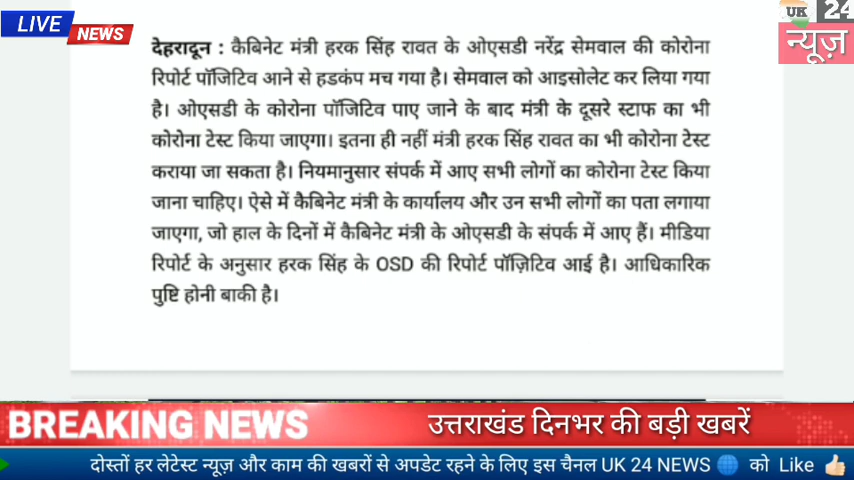 LIVE
NEWS
UK 24
न्यूज़
देहरादून : कैबिनेट मंत्री हरक सिंह रावत के ओएसडी नरेंद्र सेमवाल की कोरोना
रिपोर्ट पॉजिटिव आने से हडकंप मच गया है। सेमवाल को आइसोलेट कर लिया गया
है। ओएसडी के कोरोना पॉजिटिव पाए जाने के बाद मंत्री के दूसरे स्टाफ का भी
कोरोना टेस्ट किया जाएगा। इतना ही नहीं मंत्री हरक सिंह रावत का भी कोरोना टेस्ट
कराया जा सकता है। नियमानुसार संपर्क में आए सभी लोगों का कोरोना टेस्ट किया
जाना चाहिए। ऐसे में कैबिनेट मंत्री के कार्यालय और उन सभी लोगों का पता लगाया
जाएगा, जो हाल के दिनों में कैबिनेट मंत्री के ओएसडी के संपर्क में आए हैं। मीडिया
रिपोर्ट के अनुसार हरक सिंह के OSD की रिपोर्ट पॉज़िटिव आई है। आधिकारिक
पुष्टि होनी बाकी है।
BREAKING NEWS
उत्तराखंड दिनभर की बड़ी खबरें
दोस्तों हर लेटेस्ट न्यूज़ और काम की खबरों से अपडेट रहने के लिए इस चैनल UK 24 NEWS 🌐 को Like 👍🏻